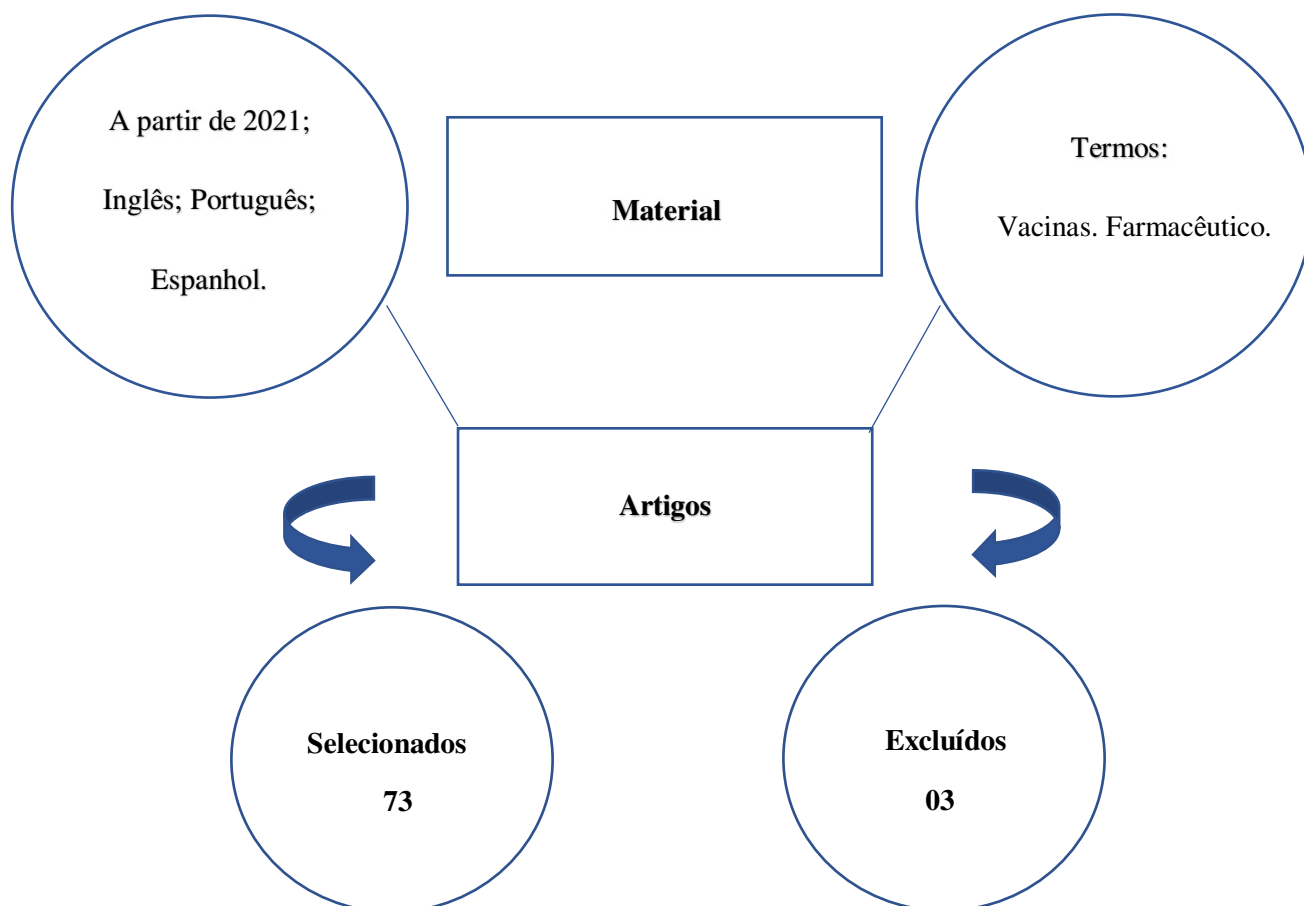 A partir de 2021;
Inglês; Português;
Espanhol.
Material
Termos:
Vacinas. Farmacêutico.
Artigos
Selecionados
73
Excluídos
03